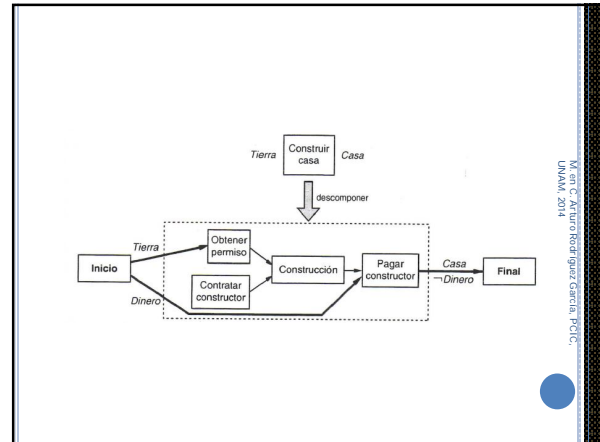 Construir
casa
Tierra
Casa
descomponer
Inicio
Tierra
Dinero
Obtener
permiso
Contratar
constructor
Construcción
Pagar
constructor
Casa
¬Dinero
Final
M. en C. Arturo Rodríguez García, PCIC,
UNAM, 2014